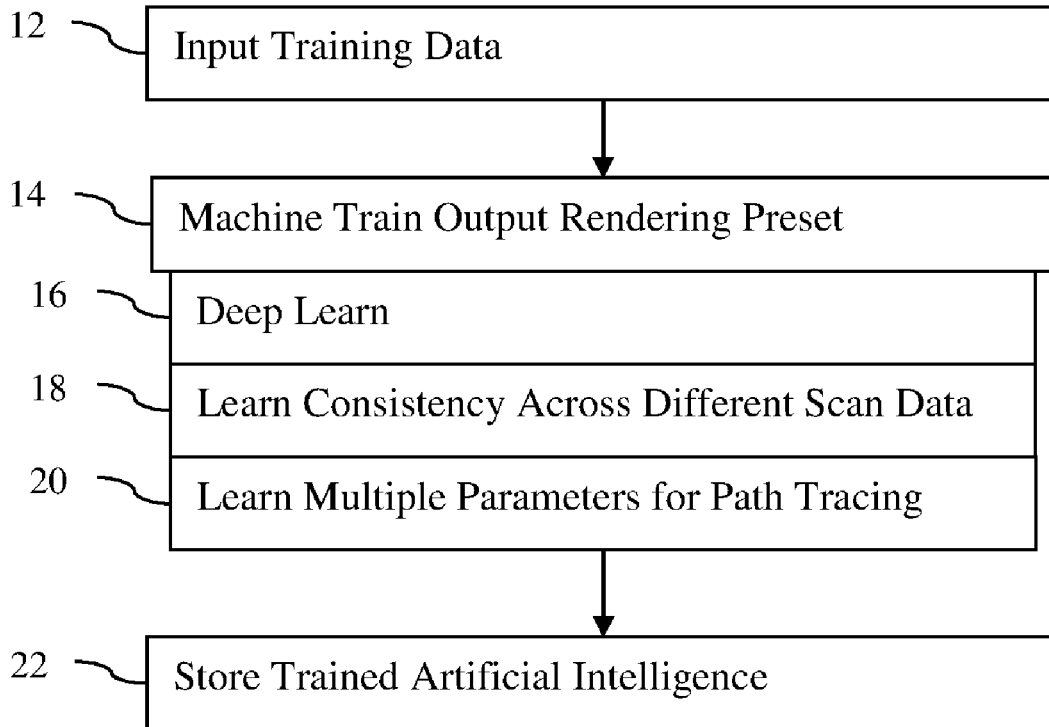 12 Input Training Data
14 Machine Train Output Rendering Preset
16 Deep Learn
18 Learn Consistency Across Different Scan Data
20 Learn Multiple Parameters for Path Tracing
22 Store Trained Artificial Intelligence